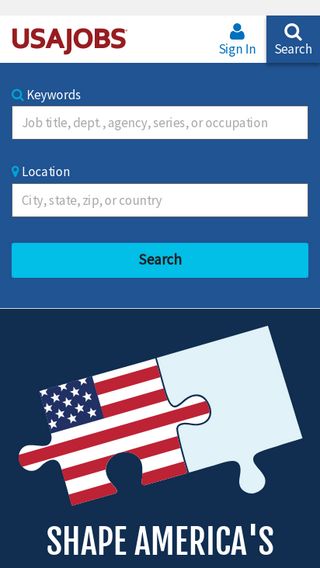 USAJOBS
Sign In
Search
Keywords
Job title, dept., agency, series, or occupation
Location
City, state, zip, or country
Search
SHAPE AMERICA'S